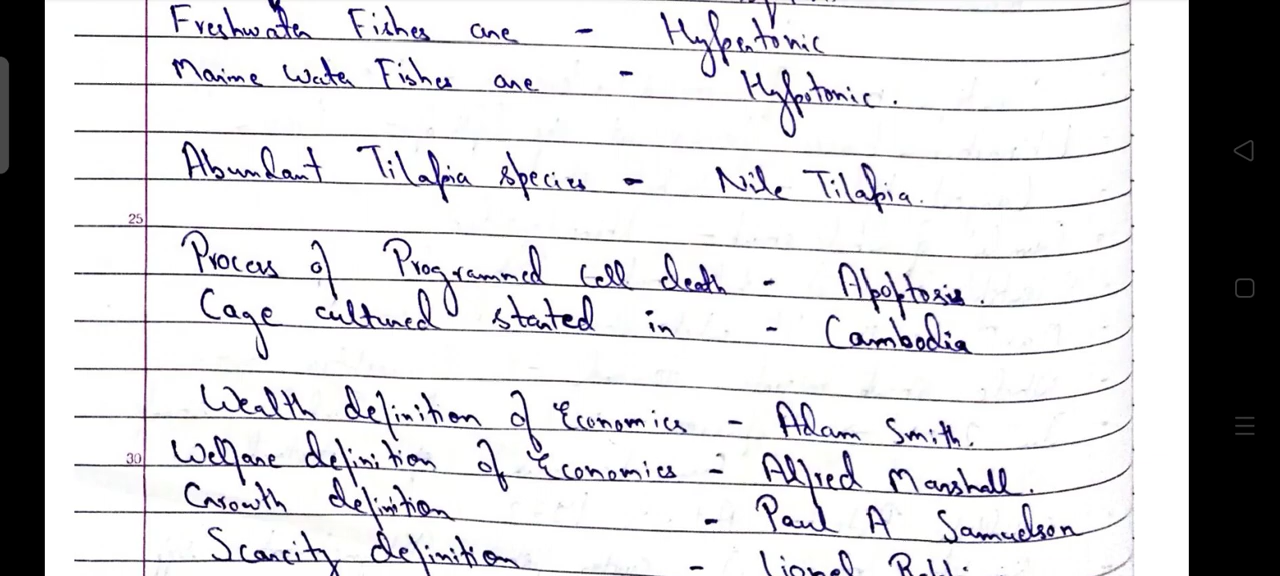 Freshwater Fishes are - Hypertonic
Marine Water Fishes are - Hypotonic.
Abundant Tilapia species - Nile Tilapia.
25
Process of Programmed cell death - Apoptosis.
Cage cultured started in - Cambodia
Wealth definition of Economics - Adam Smith.
30 Welfare definition of Economics - Alfred Marshall.
Growth definition - Paul A Samuelson
Scarcity definition - Lionel